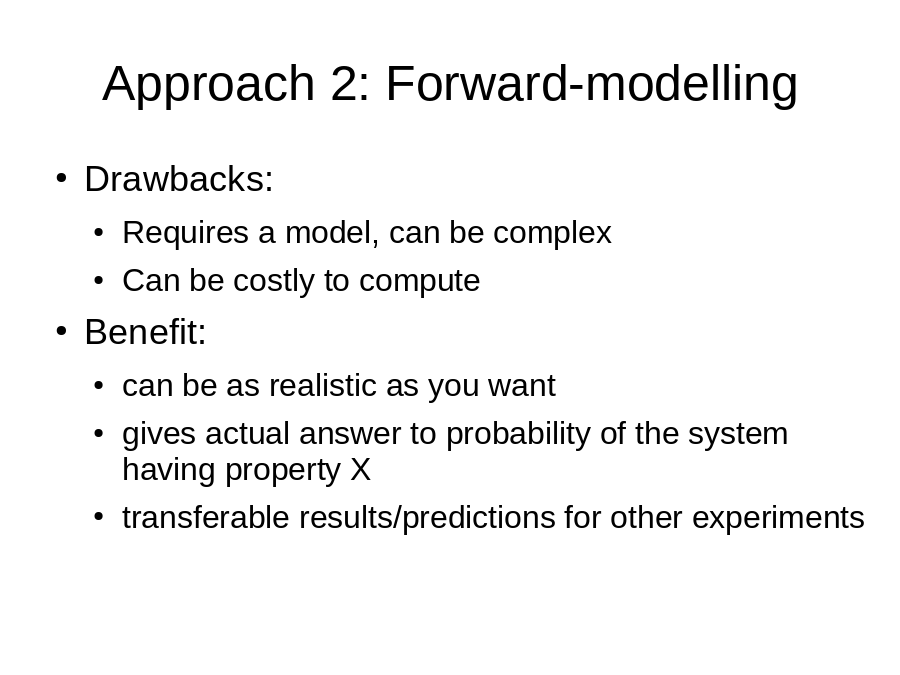 Approach 2: Forward-modelling
• Drawbacks:
• Requires a model, can be complex
• Can be costly to compute
• Benefit:
• can be as realistic as you want
• gives actual answer to probability of the system
having property X
• transferable results/predictions for other experiments